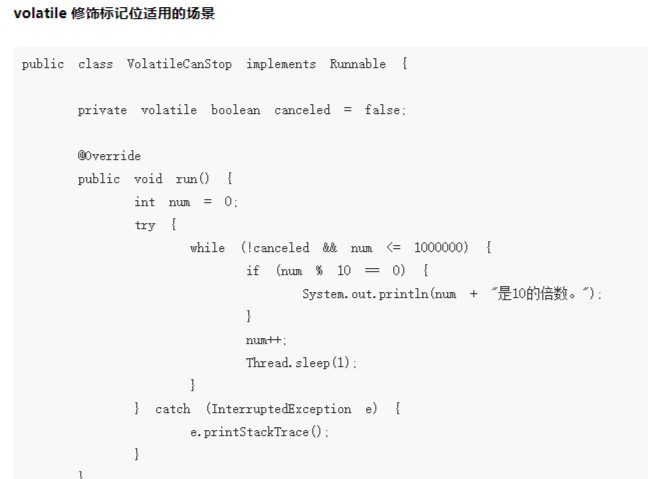 volatile 修饰标记位适用的场景
public class VolatileCanStop implements Runnable {
private volatile boolean canceled = false;
@Override
public void run() {
int num = 0;
try {
while (!canceled && num <= 1000000) {
if (num % 10 == 0) {
System.out.println(num + "是10的倍数。");
}
num++;
Thread.sleep(1);
}
} catch (InterruptedException e) {
e.printStackTrace();
}
}